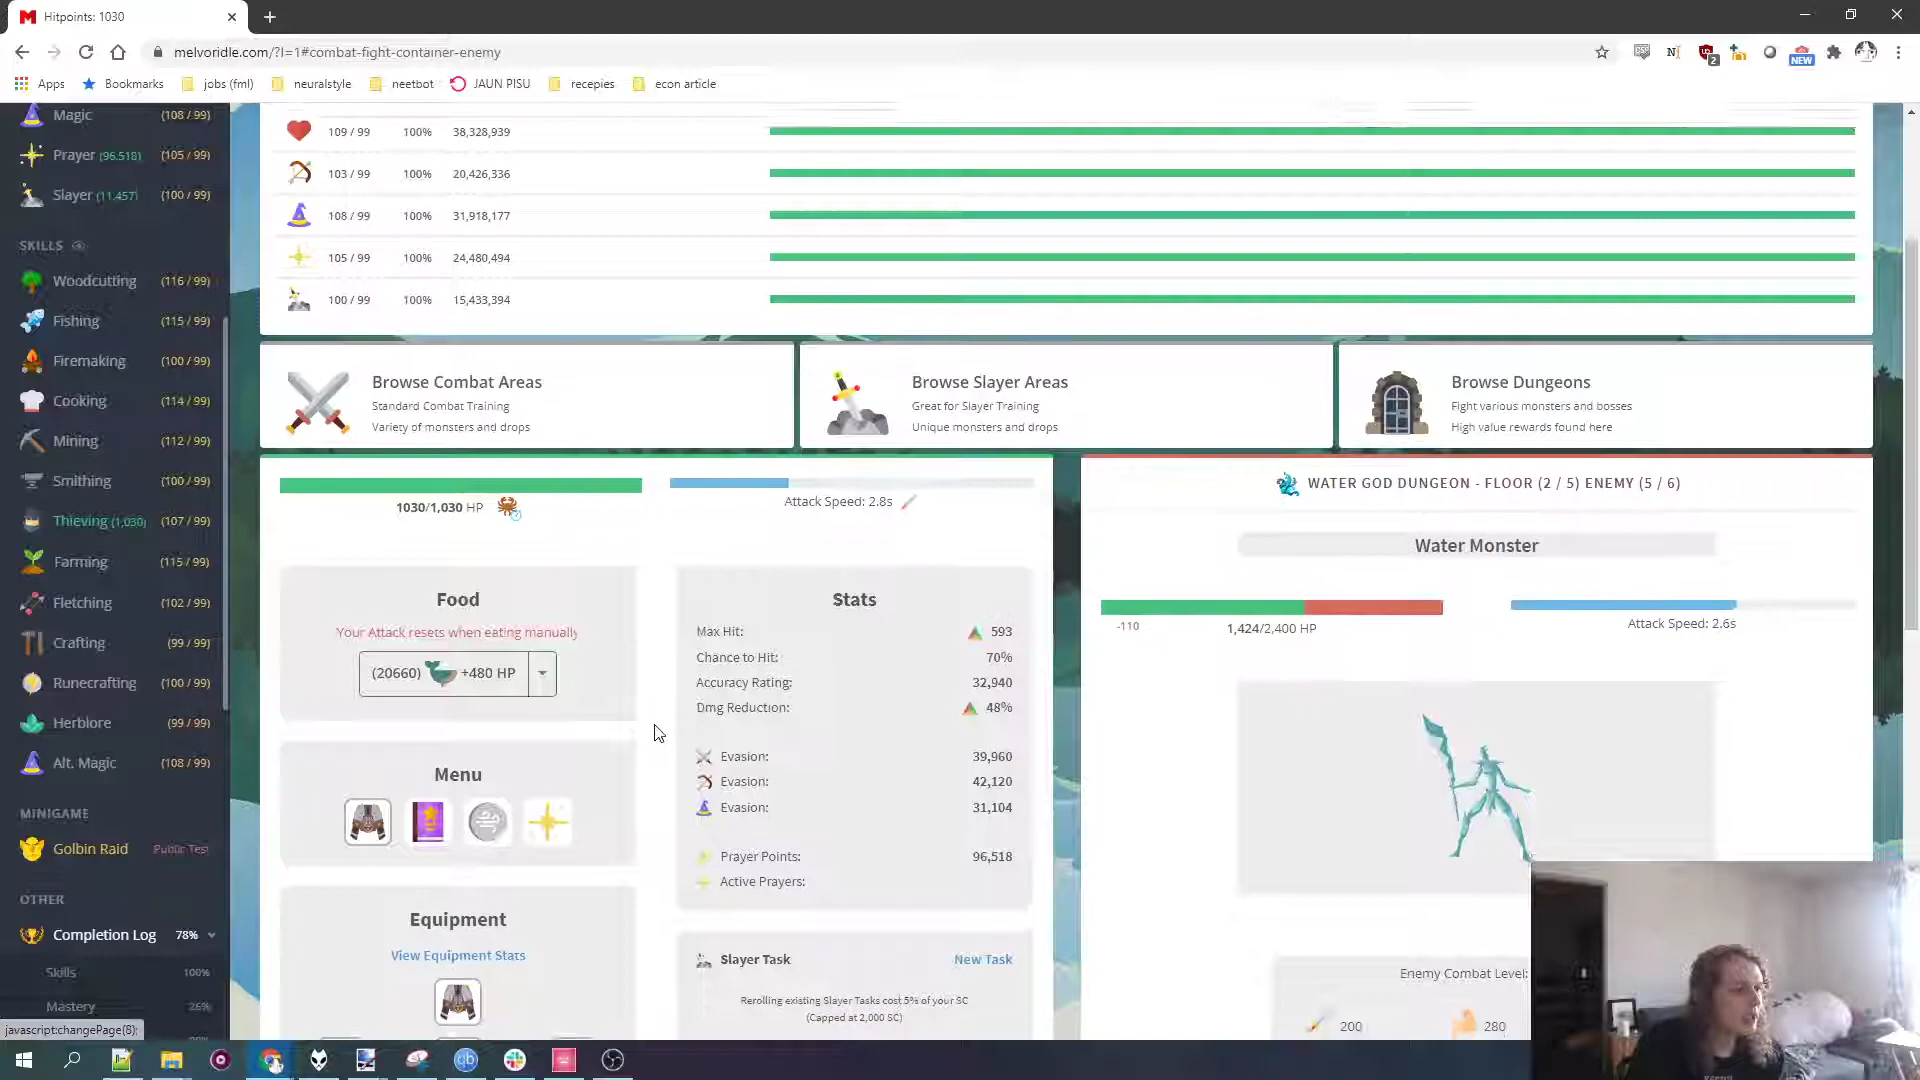 Hitpoints: 1030
melvoridle.com/?l=1#combat-fight-container-enemy
2
NEW
Apps
Bookmarks
jobs (fml)
neuralstyle
neetbot
JAUN PISU
recepies
econ article
Magic (108 / 99)
Prayer (96,518) (105 / 99)
Slayer (11,457) (100 / 99)
SKILLS
Woodcutting (116 / 99)
Fishing (115 / 99)
Firemaking (100 / 99)
Cooking (114 / 99)
Mining (112 / 99)
Smithing (100 / 99)
Thieving (1,030) (107 / 99)
Farming (115 / 99)
Fletching (102 / 99)
Crafting (99 / 99)
Runecrafting (100 / 99)
Herblore (99 / 99)
Alt. Magic (108 / 99)
MINIGAME
Golbin Raid Public Test
OTHER
Completion Log 78%
Skills 100%
Mastery 26%
javascript:changePage(8);
109 / 99 100% 38,328,939
103 / 99 100% 20,426,336
108 / 99 100% 31,918,177
105 / 99 100% 24,480,494
100 / 99 100% 15,433,394
Browse Combat Areas
Standard Combat Training
Variety of monsters and drops
Browse Slayer Areas
Great for Slayer Training
Unique monsters and drops
Browse Dungeons
Fight various monsters and bosses
High value rewards found here
1030/1,030 HP
Attack Speed: 2.8s
Food
Your Attack resets when eating manually
(20660) +480 HP
Menu
Equipment
View Equipment Stats
Stats
Max Hit: 593
Chance to Hit: 70%
Accuracy Rating: 32,940
Dmg Reduction: 48%
Evasion: 39,960
Evasion: 42,120
Evasion: 31,104
Prayer Points: 96,518
Active Prayers:
Slayer Task New Task
Rerolling existing Slayer Tasks cost 5% of your SC
(Capped at 2,000 SC)
WATER GOD DUNGEON - FLOOR (2 / 5) ENEMY (5 / 6)
Water Monster
-110
1,424/2,400 HP
Attack Speed: 2.6s
Enemy Combat Level:
200
280
qb